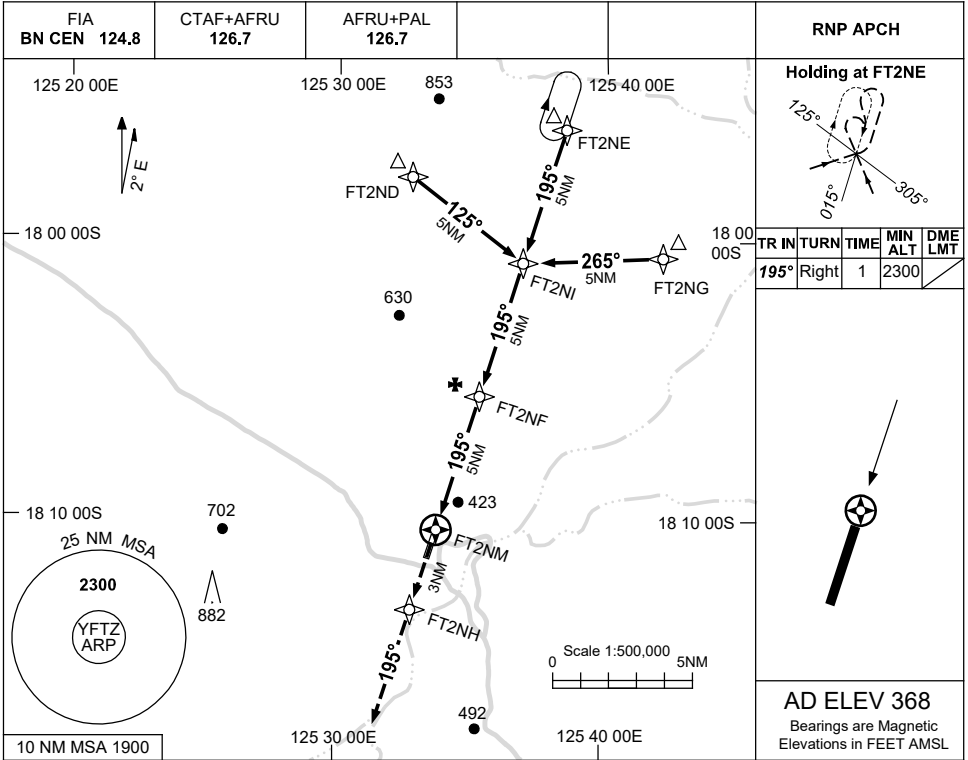 FIA
BN CEN 124.8
CTAF+AFRU
126.7
AFRU+PAL
126.7
RNP APCH
125 20 00E
125 30 00E
853
125 40 00E
2° E
FT2NE
FT2ND
195°
5NM
125°
5NM
18 00 00S
18 00
00S
265°
5NM
FT2NI
FT2NG
630
195°
5NM
FT2NF
195°
5NM
423
18 10 00S
702
18 10 00S
FT2NM
25 NM MSA
2300
YFTZ
ARP
882
3NM
FT2NH
195°
Scale 1:500,000
0
5NM
492
10 NM MSA 1900
125 30 00E
125 40 00E
Holding at FT2NE
125°
015°
305°
TR IN TURN TIME MIN ALT DME LMT
195° Right 1 2300
AD ELEV 368
Bearings are Magnetic
Elevations in FEET AMSL